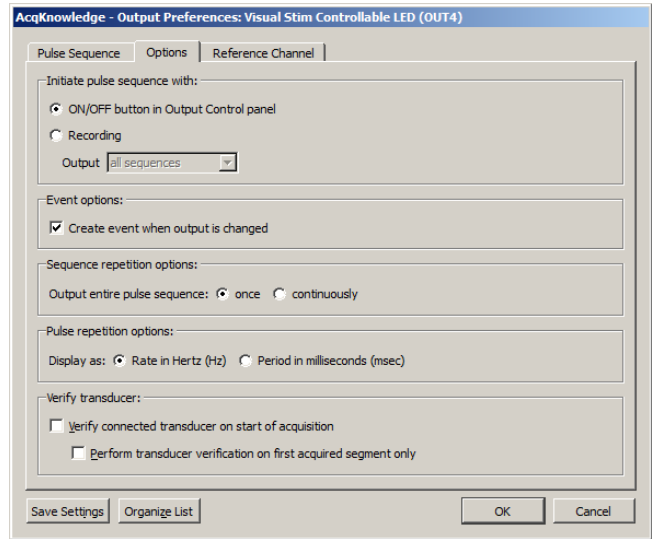 AcqKnowledge - Output Preferences: Visual Stim Controllable LED (OUT4)
Pulse Sequence Options Reference Channel
Initiate pulse sequence with:
ON/OFF button in Output Control panel
Recording
Output all sequences
Event options:
Create event when output is changed
Sequence repetition options:
Output entire pulse sequence: once continuously
Pulse repetition options:
Display as: Rate in Hertz (Hz) Period in milliseconds (msec)
Verify transducer:
Verify connected transducer on start of acquisition
Perform transducer verification on first acquired segment only
Save Settings Organize List OK Cancel